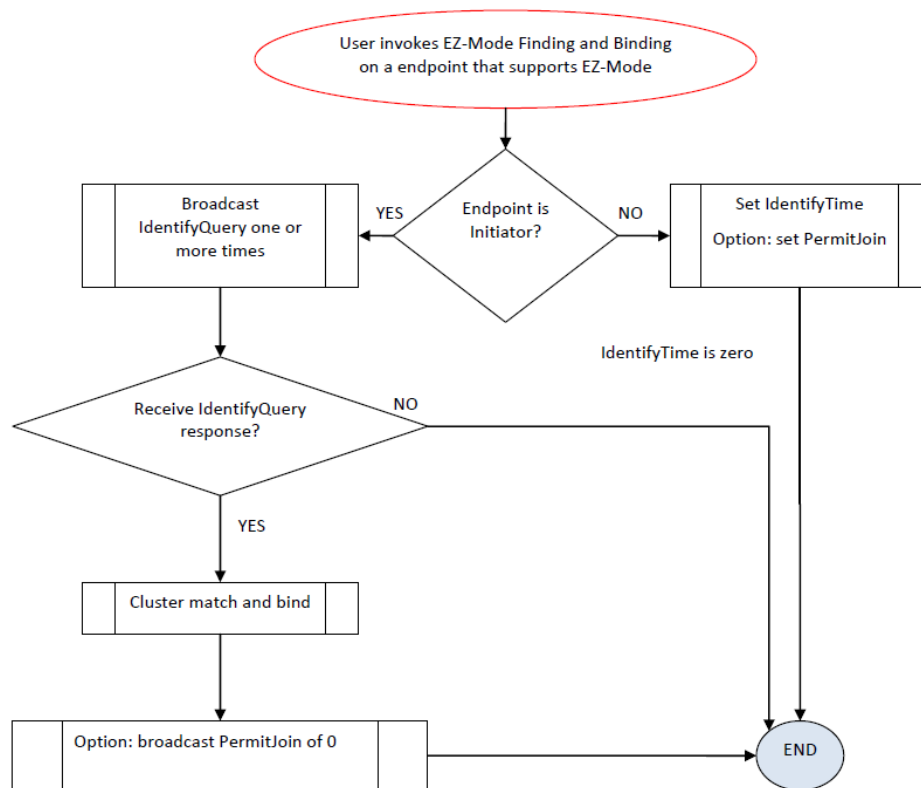 User invokes EZ-Mode Finding and Binding
on a endpoint that supports EZ-Mode
Broadcast
IdentifyQuery one or
more times
YES
Endpoint is
Initiator?
NO
Set IdentifyTime
Option: set PermitJoin
IdentifyTime is zero
Receive IdentifyQuery
response?
NO
YES
Cluster match and bind
Option: broadcast PermitJoin of 0
END